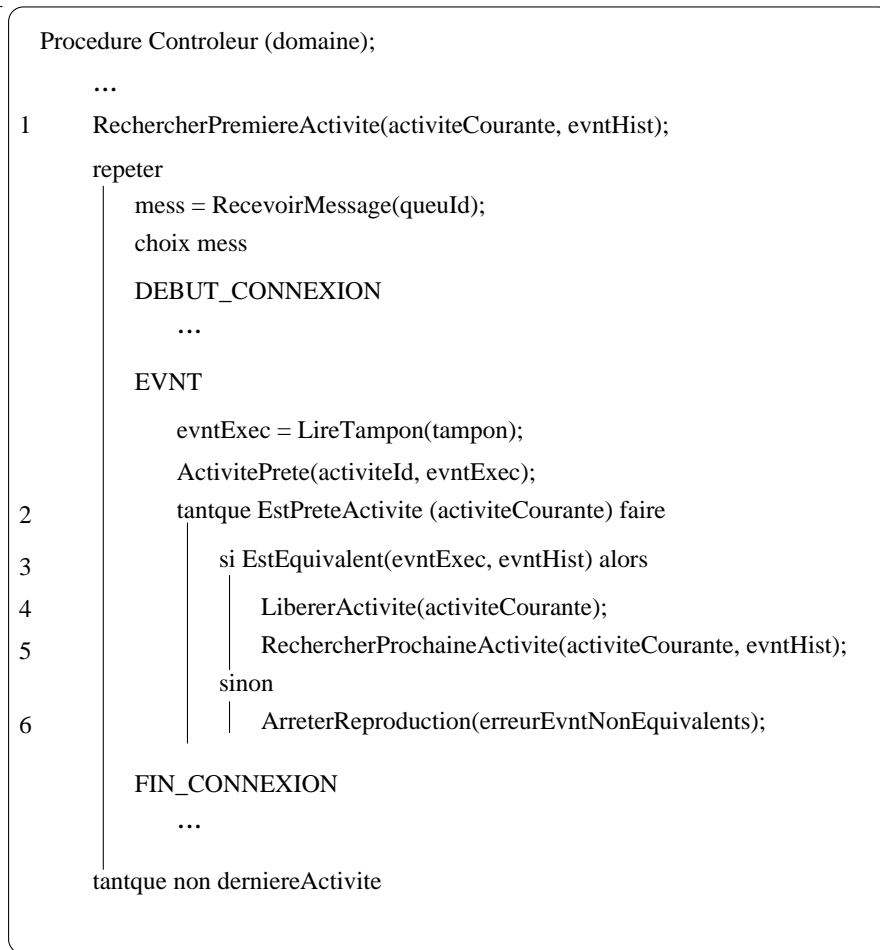 Procedure Controleur (domaine);
...
1 RechercherPremiereActivite(activiteCourante, evntHist);
repeter
mess = RecevoirMessage(queuId);
choix mess
DEBUT_CONNEXION
...
EVNT
evntExec = LireTampon(tampon);
ActivitePrete(activiteId, evntExec);
2 tantque EstPreteActivite (activiteCourante) faire
3 si EstEquivalent(evntExec, evntHist) alors
4 LibererActivite(activiteCourante);
5 RechercherProchaineActivite(activiteCourante, evntHist);
sinon
6 ArreterReproduction(erreurEvntNonEquivalents);
FIN_CONNEXION
...
tantque non derniereActivite